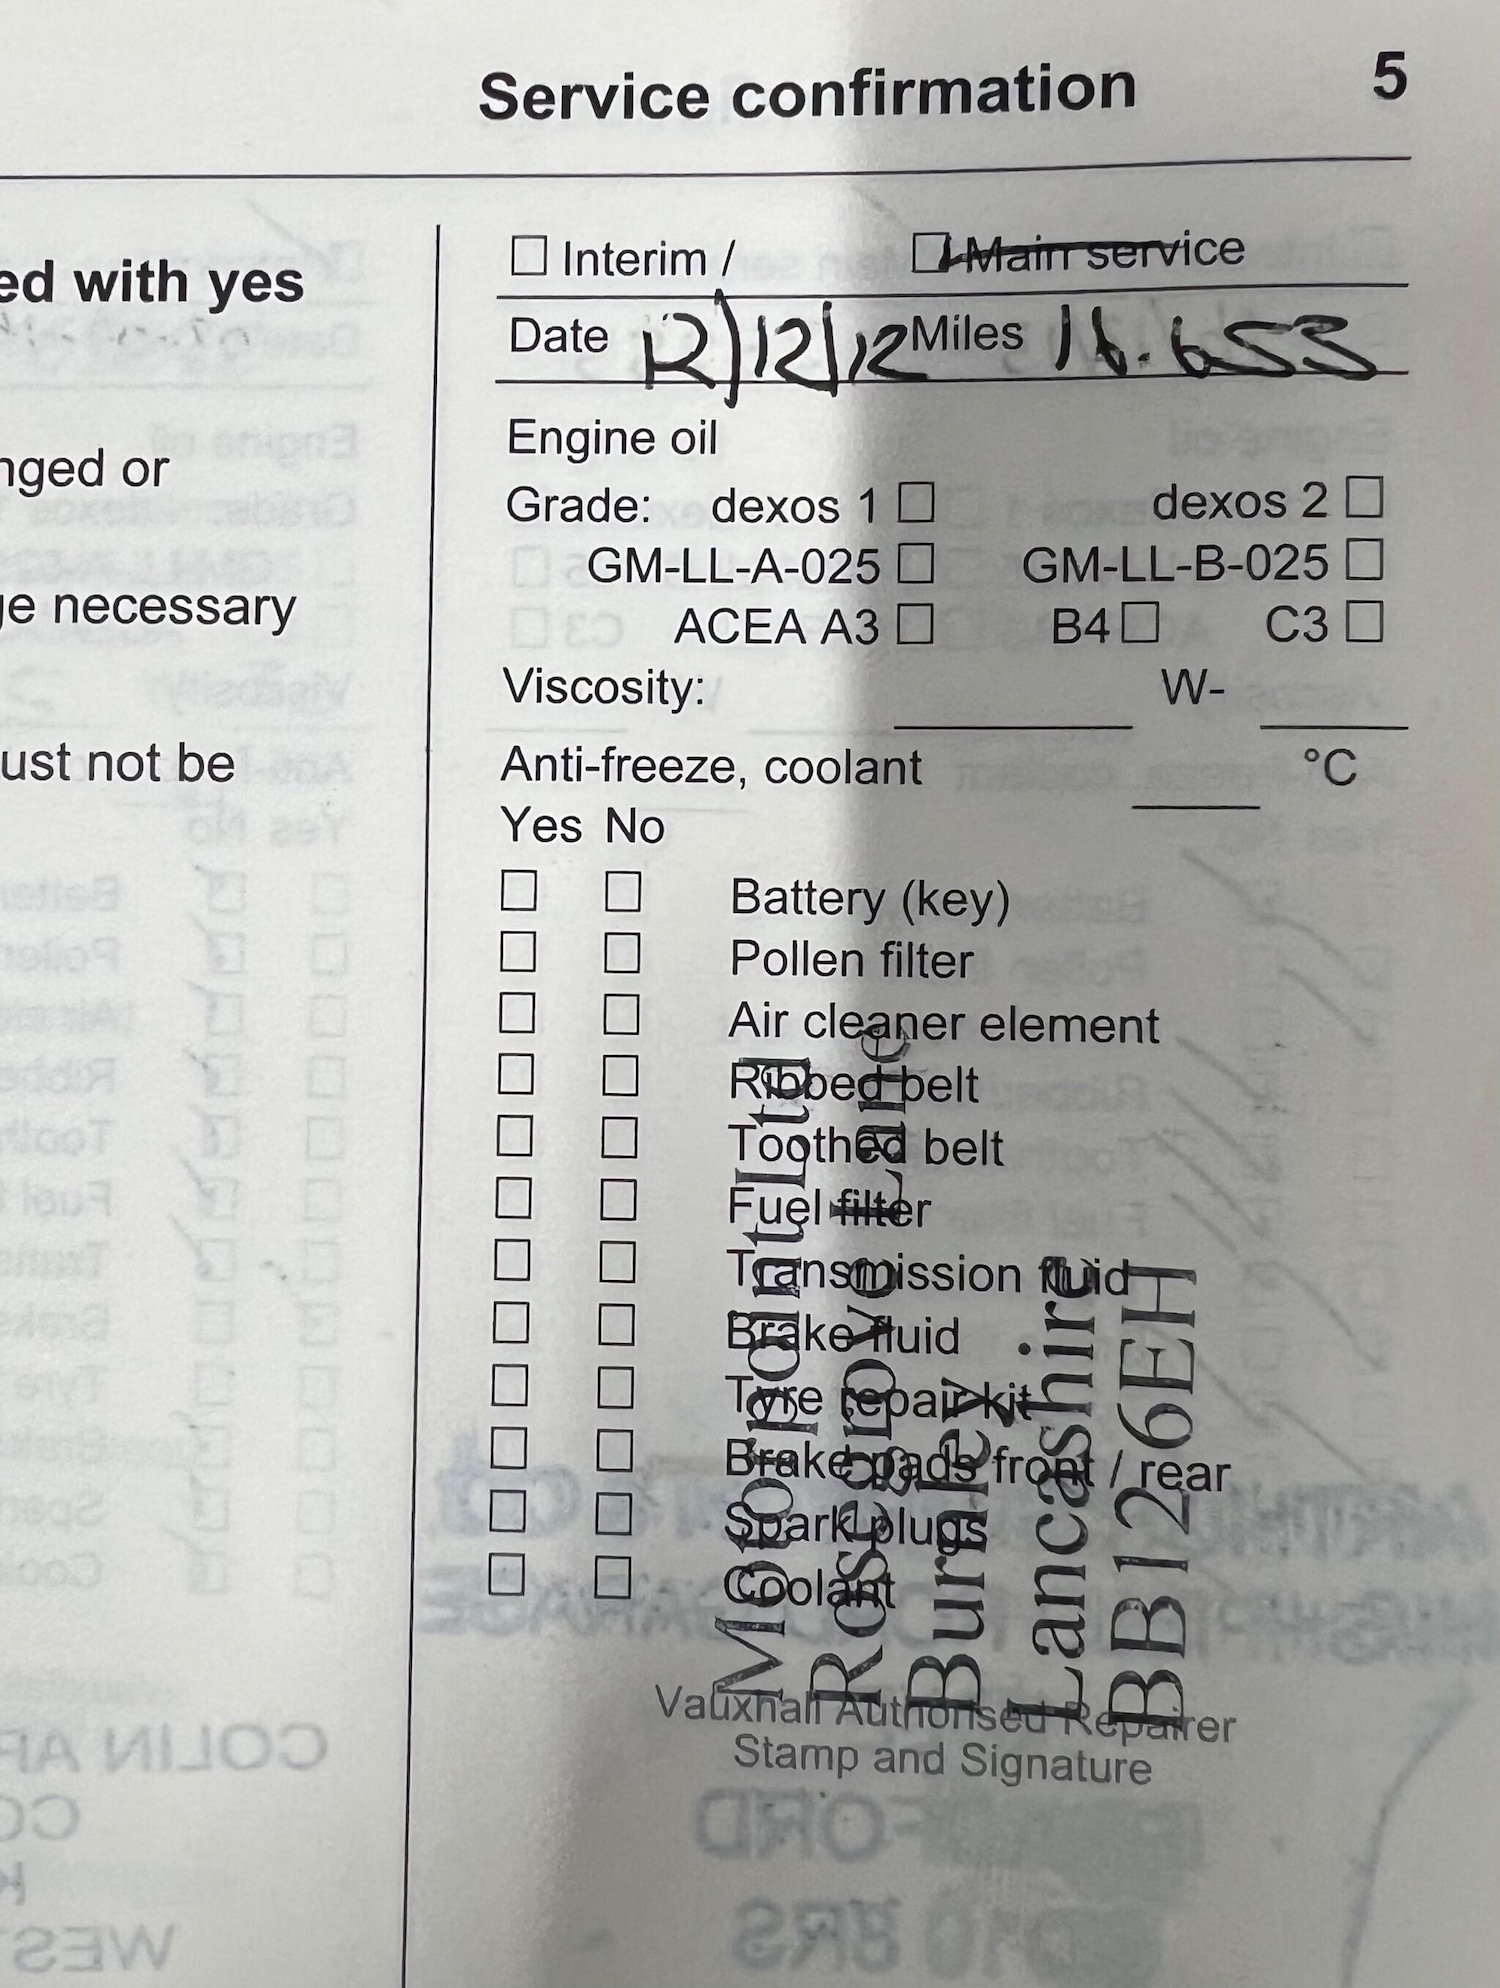 Service confirmation 5
ed with yes
nged or
ge necessary
ust not be
☐ Interim / ☐ Main service
Date 12/12/12 Miles 16.653
Engine oil
Grade: dexos 1 ☐ dexos 2 ☐
GM-LL-A-025 ☐ GM-LL-B-025 ☐
ACEA A3 ☐ B4 ☐ C3 ☐
Viscosity: W-
Anti-freeze, coolant °C
Yes No
☐ ☐ Battery (key)
☐ ☐ Pollen filter
☐ ☐ Air cleaner element
☐ ☐ Ribbed belt
☐ ☐ Toothed belt
☐ ☐ Fuel filter
☐ ☐ Transmission fluid
☐ ☐ Brake fluid
☐ ☐ Tyre repair kit
☐ ☐ Brake pads front / rear
☐ ☐ Spark plugs
☐ ☐ Coolant
Motorpoint Ltd
Rosegrove Lane
Burnley
Lancashire
BB12 6EH
Vauxhall Authorised Repairer
Stamp and Signature